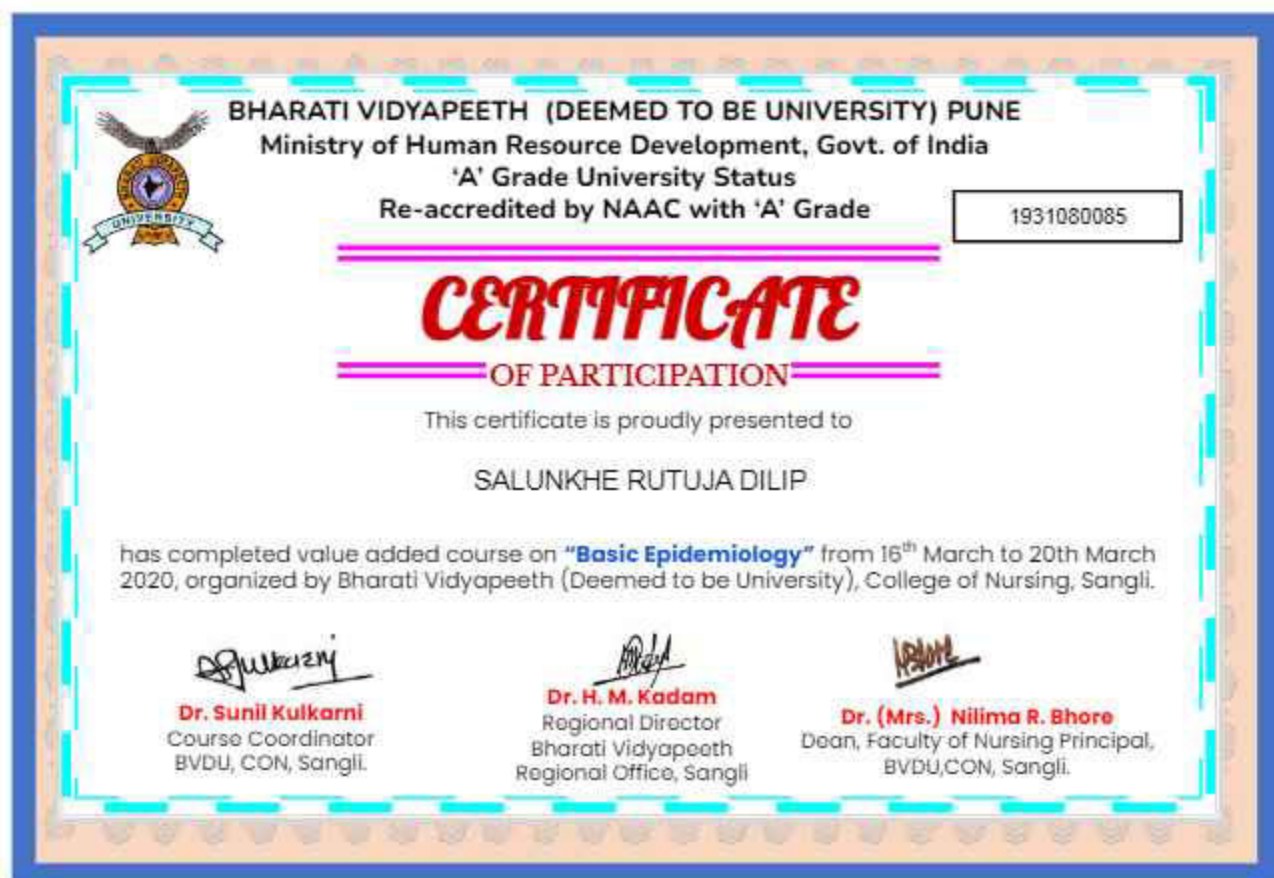 BHARATI VIDYAPEETH (DEEMED TO BE UNIVERSITY) PUNE
Ministry of Human Resource Development, Govt. of India
‘A’ Grade University Status
Re-accredited by NAAC with ‘A’ Grade
1931080085
BHARATI VIDYAPEETH
UNIVERSITY
CERTIFICATE
OF PARTICIPATION
This certificate is proudly presented to
SALUNKHE RUTUJA DILIP
has completed value added course on “Basic Epidemiology” from 16th March to 20th March
2020, organized by Bharati Vidyapeeth (Deemed to be University), College of Nursing, Sangli.
Dr. Sunil Kulkarni
Course Coordinator
BVDU, CON, Sangli.
Dr. H. M. Kadam
Regional Director
Bharati Vidyapeeth
Regional Office, Sangli
Dr. (Mrs.) Nilima R. Bhore
Dean, Faculty of Nursing Principal,
BVDU,CON, Sangli.